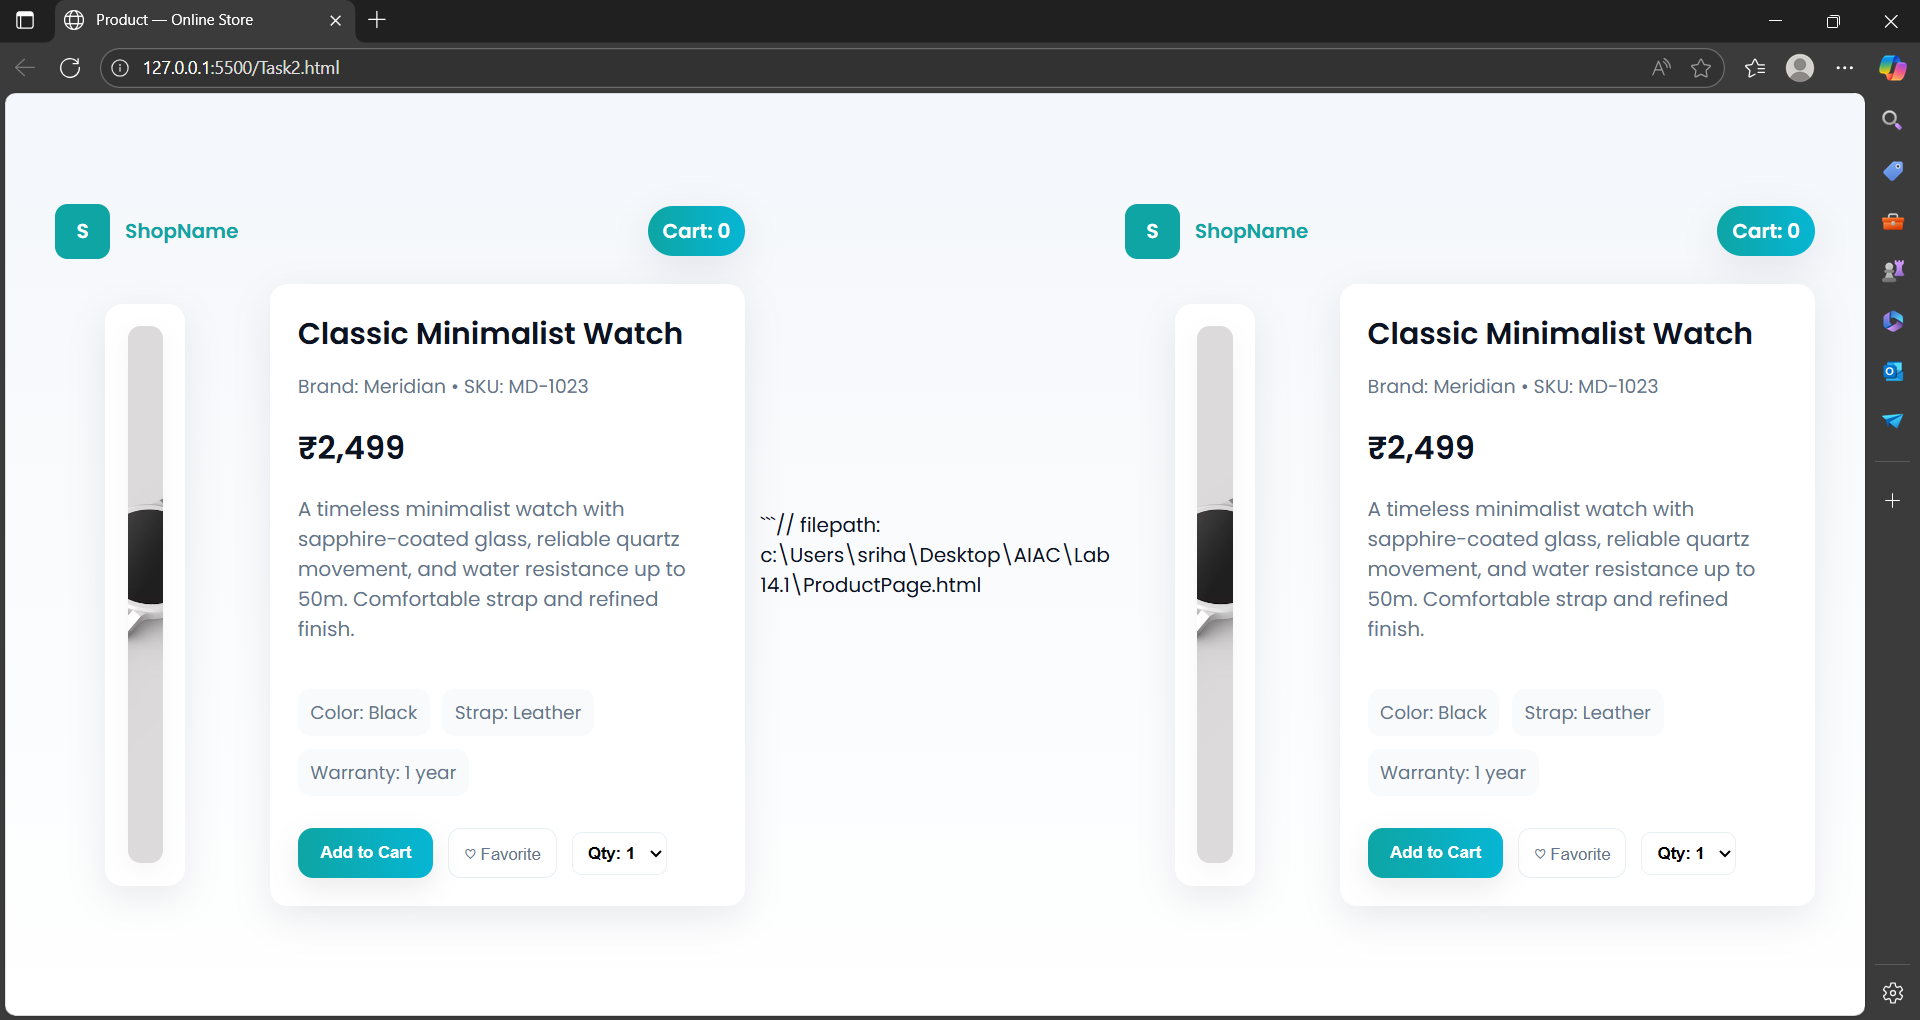 Product — Online Store
127.0.0.1:5500/Task2.html
S ShopName
Cart: 0
Classic Minimalist Watch
Brand: Meridian • SKU: MD-1023
₹2,499
A timeless minimalist watch with
sapphire-coated glass, reliable quartz
movement, and water resistance up to
50m. Comfortable strap and refined
finish.
Color: Black
Strap: Leather
Warranty: 1 year
Add to Cart
♡ Favorite
Qty: 1
```// filepath:
c:\Users\sriha\Desktop\AIAC\Lab
14.1\ProductPage.html
S ShopName
Cart: 0
Classic Minimalist Watch
Brand: Meridian • SKU: MD-1023
₹2,499
A timeless minimalist watch with
sapphire-coated glass, reliable quartz
movement, and water resistance up to
50m. Comfortable strap and refined
finish.
Color: Black
Strap: Leather
Warranty: 1 year
Add to Cart
♡ Favorite
Qty: 1